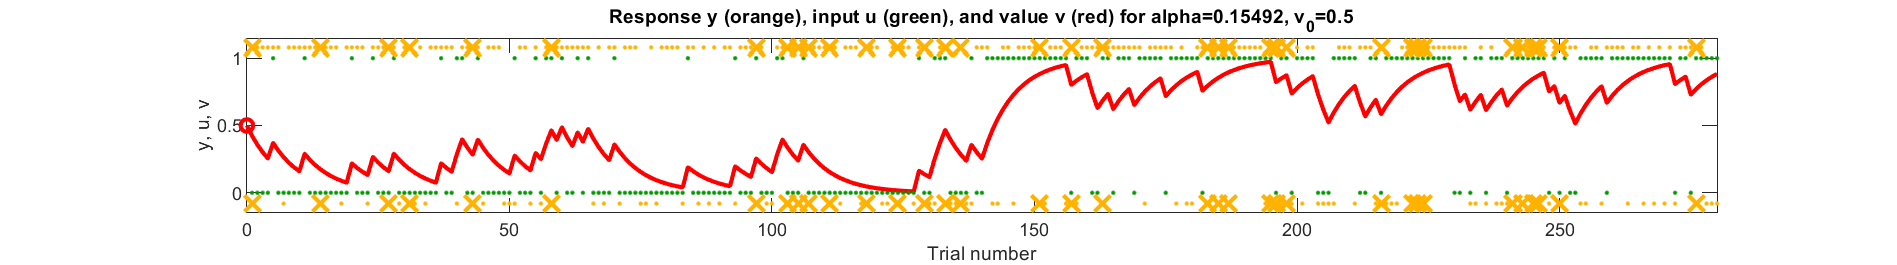 Response y (orange), input u (green), and value v (red) for alpha=0.15492, v0=0.5
y, u, v
1
0.5
0
0 50 100 150 200 250
Trial number